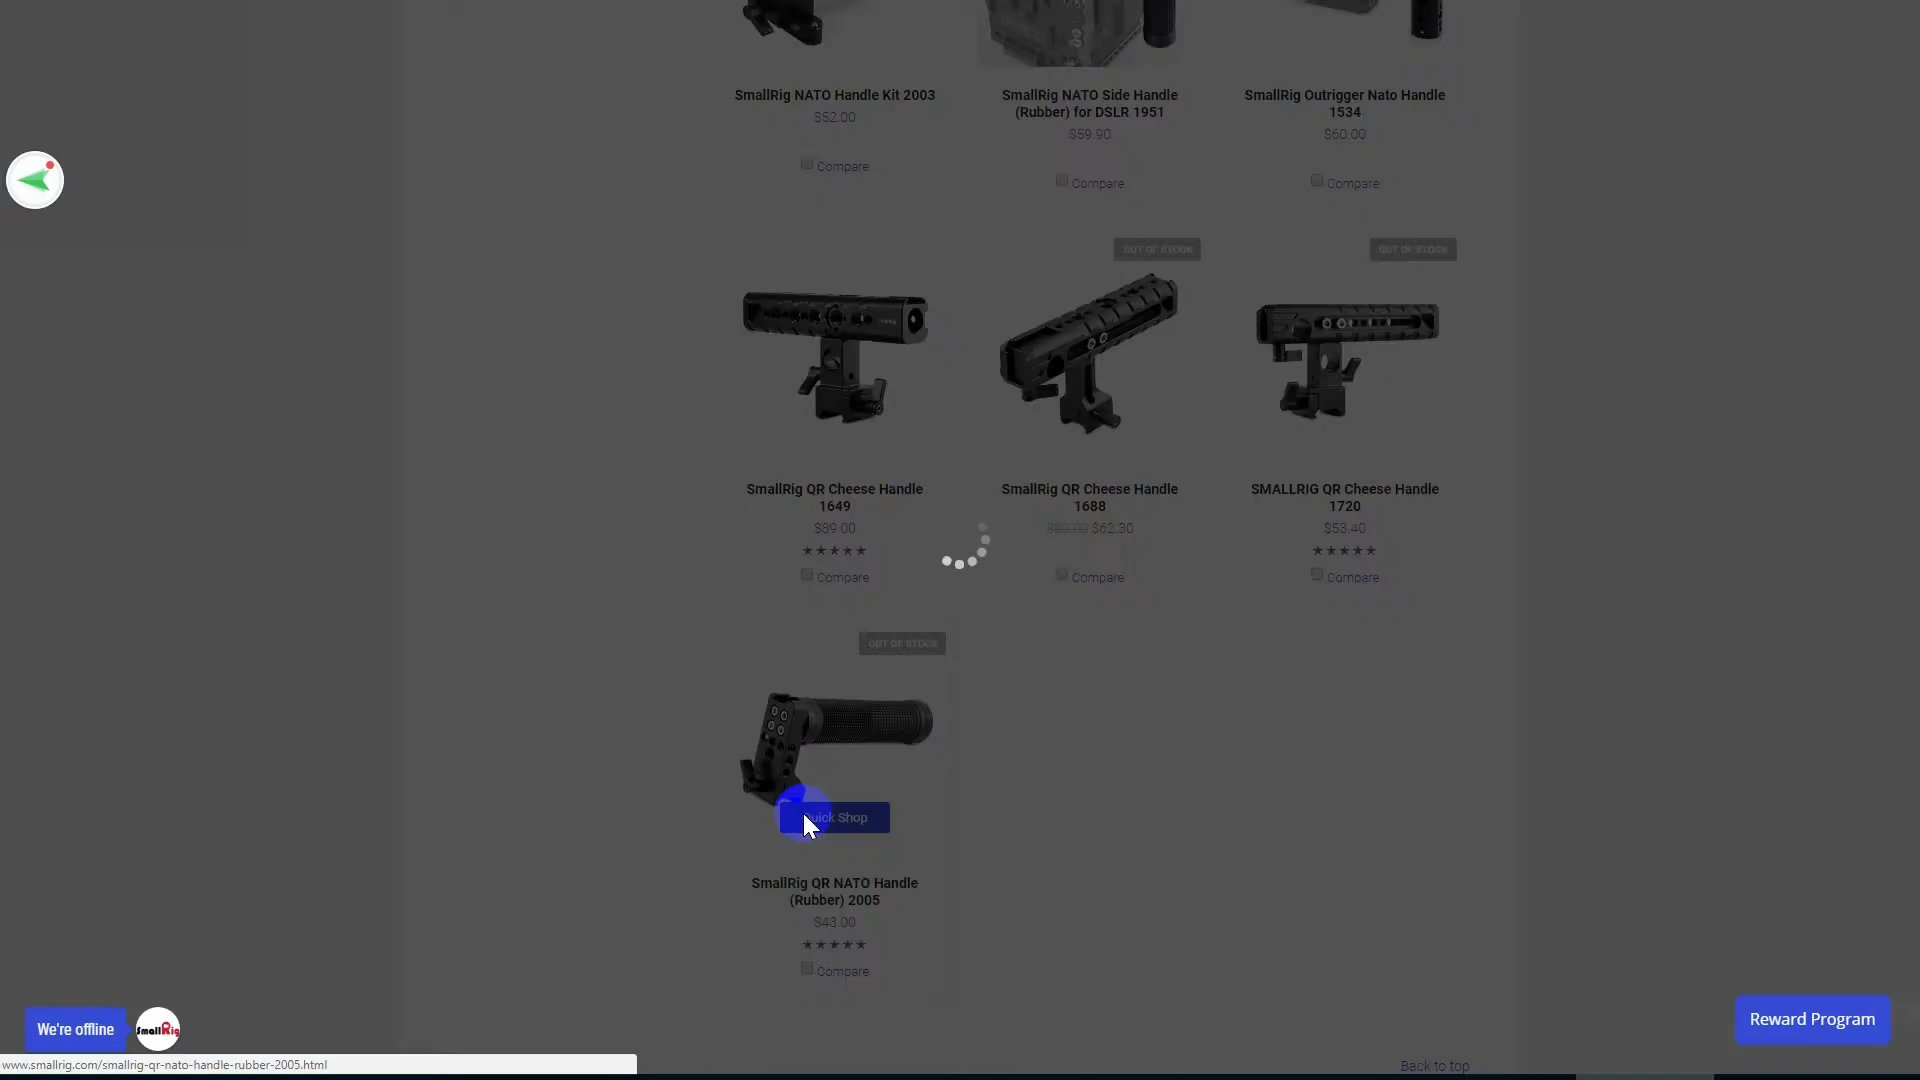 SmallRig NATO Handle Kit 2003
$52.00
Compare
SmallRig NATO Side Handle
(Rubber) for DSLR 1951
$59.90
Compare
SmallRig Outrigger Nato Handle
1534
$60.00
Compare
SmallRig QR Cheese Handle
1649
$89.00
★★★★★
Compare
OUT OF STOCK
SmallRig QR Cheese Handle
1688
$89.00 $62.30
Compare
OUT OF STOCK
SMALLRIG QR Cheese Handle
1720
$53.40
★★★★★
Compare
OUT OF STOCK
Quick Shop
SmallRig QR NATO Handle
(Rubber) 2005
$43.00
★★★★★
Compare
We're offline
SmallRig
Reward Program
www.smallrig.com/smallrig-qr-nato-handle-rubber-2005.html
Back to top